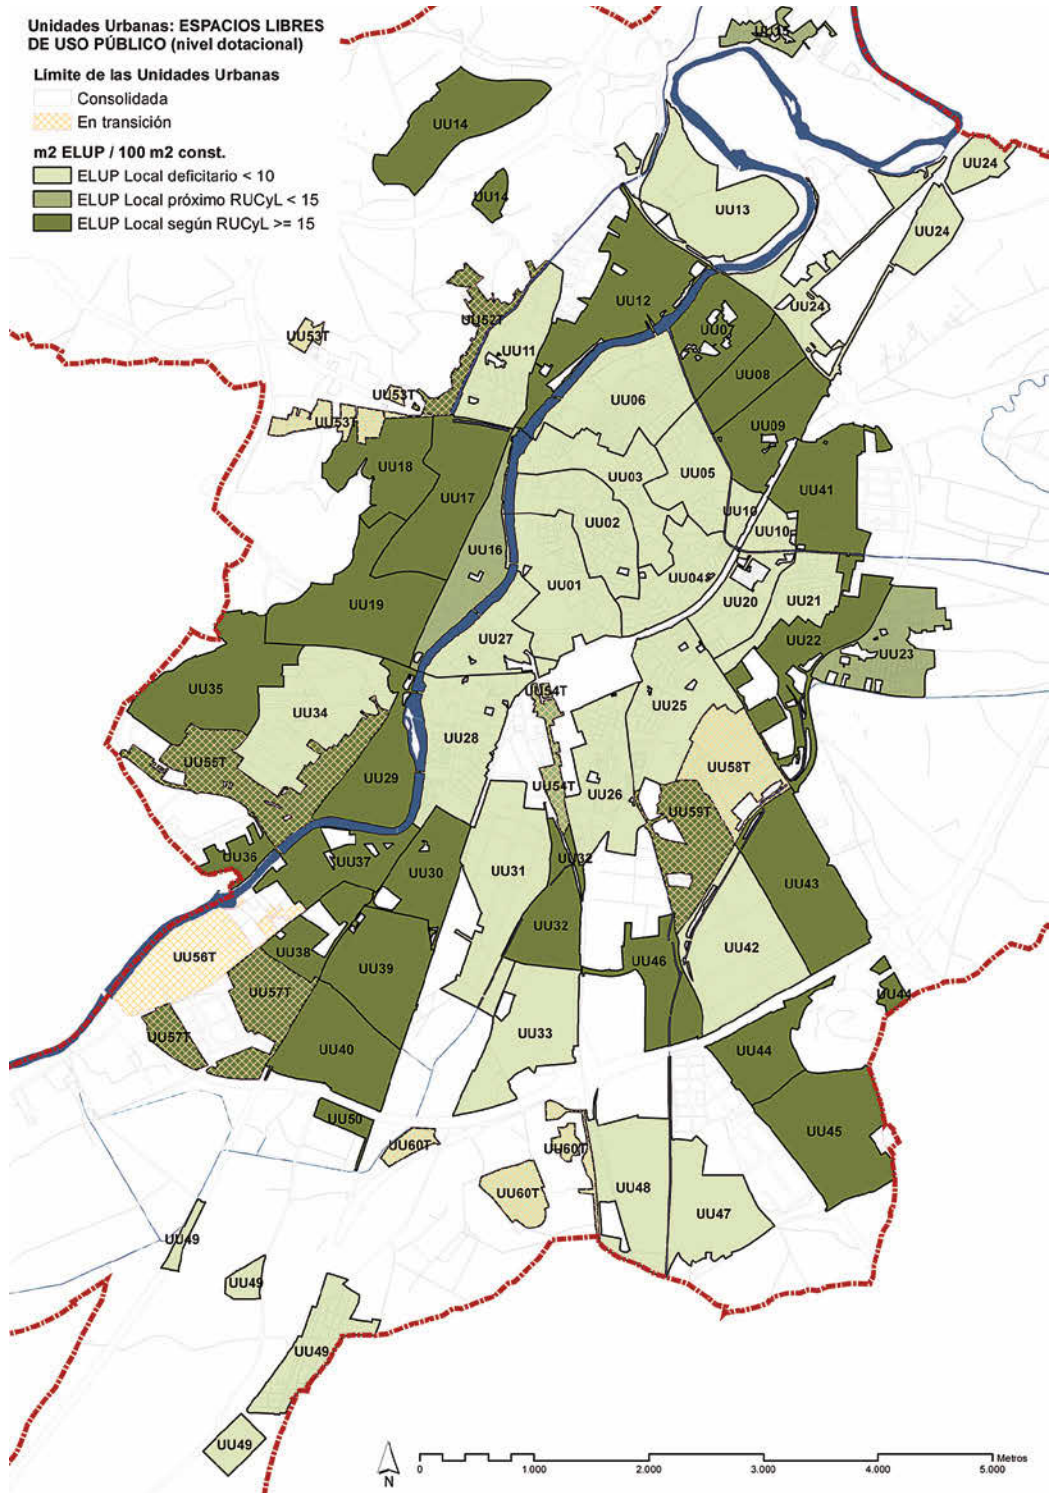 Unidades Urbanas: ESPACIOS LIBRES
DE USO PÚBLICO (nivel dotacional)
Límite de las Unidades Urbanas
Consolidada
En transición
m2 ELUP / 100 m2 const.
ELUP Local deficitario < 10
ELUP Local próximo RUCyL < 15
ELUP Local según RUCyL >= 15
UU15
UU14
UU24
UU14
UU13
UU24
UU12
UU24
UU52T
UU07
UU53T
UU11
UU08
UU53T
UU06
UU53T
UU09
UU18
UU03
UU05
UU17
UU41
UU10
UU02
UU10
UU16
UU04
UU01
UU20
UU21
UU19
UU27
UU22
UU23
UU35
UU54T
UU34
UU25
UU28
UU55T
UU58T
UU29
UU54T
UU26
UU59T
UU36
UU37
UU32
UU30
UU31
UU43
UU32
UU42
UU38
UU56T
UU46
UU39
UU57T
UU44
UU57T
UU33
UU40
UU44
UU50
UU45
UU60T
UU60T
UU60T
UU48
UU47
UU49
UU49
UU49
UU49
N
0
1.000
2.000
3.000
4.000
5.000
Metros